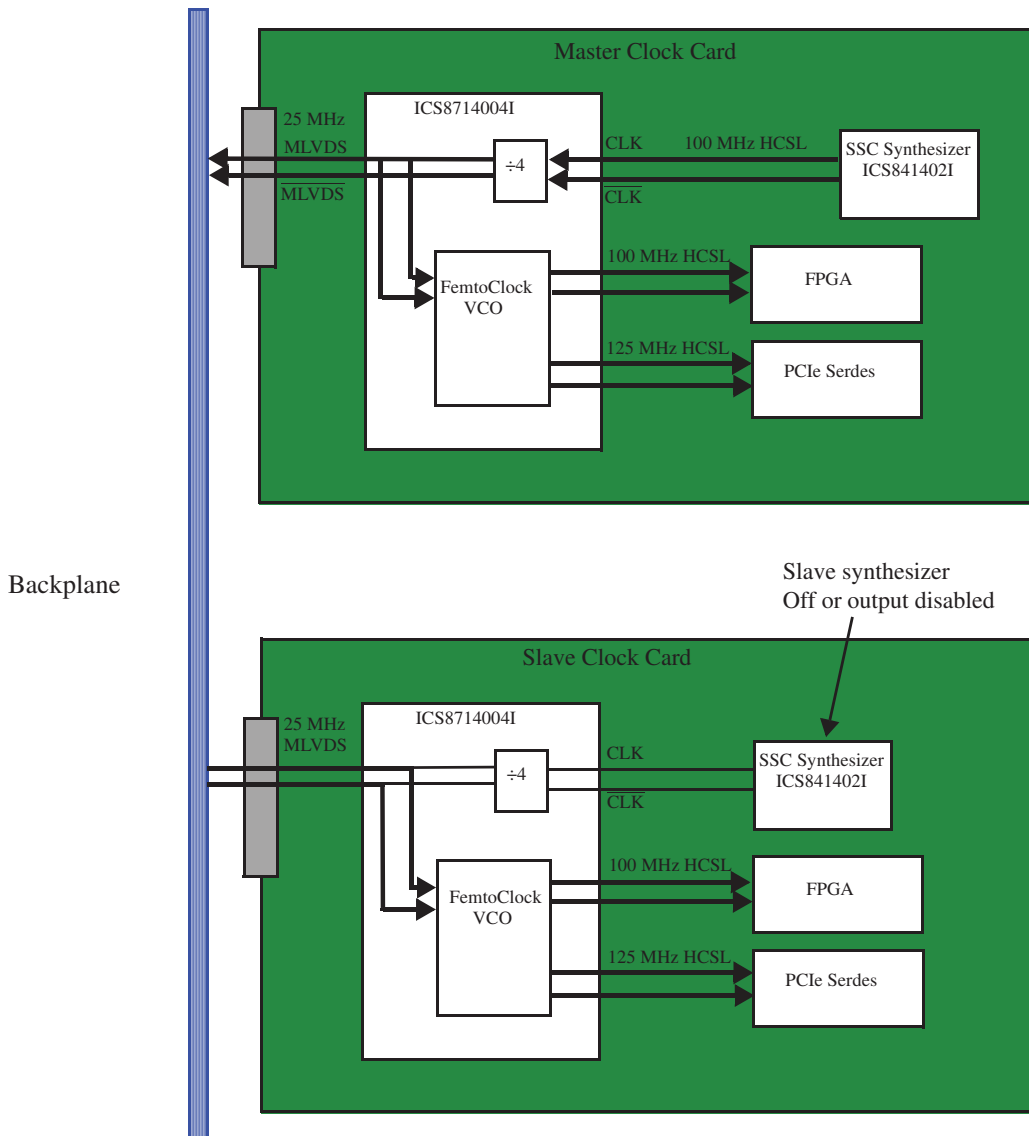 Master Clock Card
ICS8714004I
25 MHz
MLVDS
MLVDS
÷4
CLK
100 MHz HCSL
CLK
SSC Synthesizer
ICS841402I
FemtoClock
VCO
100 MHz HCSL
FPGA
125 MHz HCSL
PCIe Serdes
Backplane
Slave synthesizer
Off or output disabled
Slave Clock Card
ICS8714004I
25 MHz
MLVDS
÷4
CLK
CLK
SSC Synthesizer
ICS841402I
FemtoClock
VCO
100 MHz HCSL
FPGA
125 MHz HCSL
PCIe Serdes